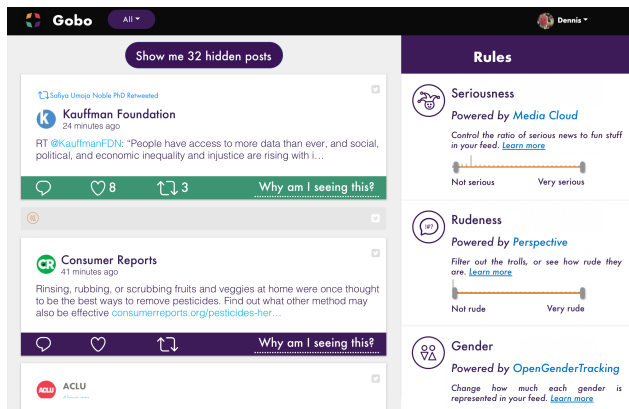 Gobo
All
Dennis
Show me 32 hidden posts
Safiya Umoja Noble PhD Retweeted
Kauffman Foundation
24 minutes ago
RT @KauffmanFDN: “People have access to more data than ever, and social,
political, and economic inequality and injustice are rising with i…
8
3
Why am I seeing this?
CR
Consumer Reports
41 minutes ago
Rinsing, rubbing, or scrubbing fruits and veggies at home were once thought
to be the best ways to remove pesticides. Find out what other method may
also be effective consumerreports.org/pesticides-her…
Why am I seeing this?
ACLU
ACLU
Rules
Seriousness
Powered by Media Cloud
Control the ratio of serious news to fun stuff
in your feed. Learn more
Not serious
Very serious
!#?
Rudeness
Powered by Perspective
Filter out the trolls, or see how rude they
are. Learn more
Not rude
Very rude
Gender
Powered by OpenGenderTracking
Change how much each gender is
represented in your feed. Learn more